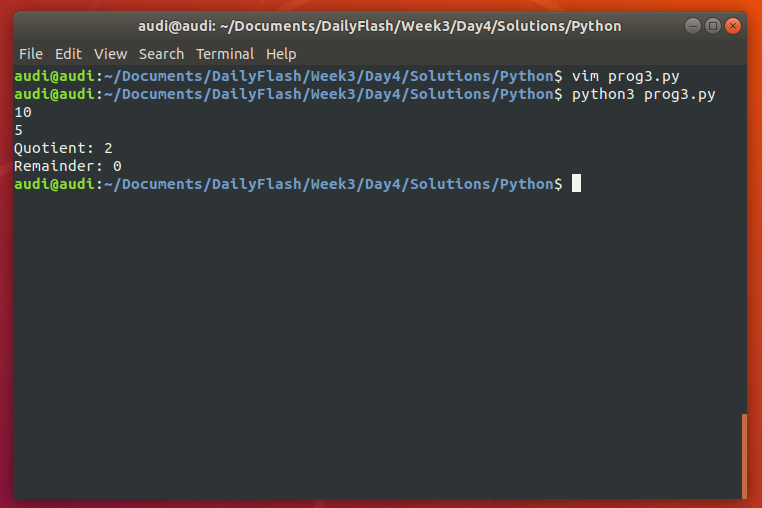 audi@audi: ~/Documents/DailyFlash/Week3/Day4/Solutions/Python
File Edit View Search Terminal Help
audi@audi:~/Documents/DailyFlash/Week3/Day4/Solutions/Python$ vim prog3.py
audi@audi:~/Documents/DailyFlash/Week3/Day4/Solutions/Python$ python3 prog3.py
10
5
Quotient: 2
Remainder: 0
audi@audi:~/Documents/DailyFlash/Week3/Day4/Solutions/Python$